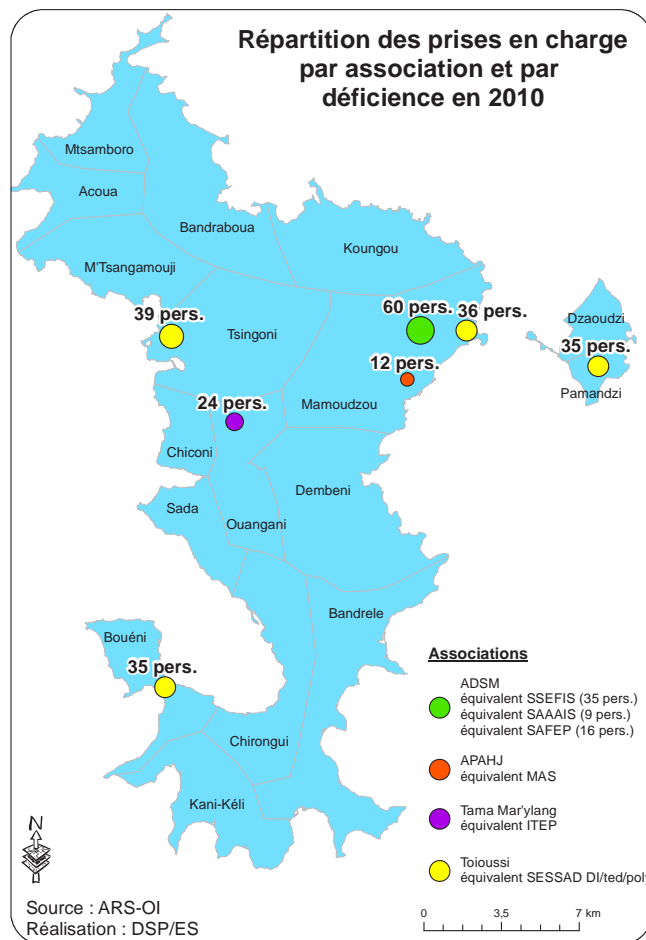 Répartition des prises en charge
par association et par
déficience en 2010
Mtsamboro
Acoua
Bandraboua
Koungou
M'Tsangamouji
39 pers.
Tsingoni
60 pers.
36 pers.
Dzaoudzi
35 pers.
12 pers.
Pamandzi
24 pers.
Mamoudzou
Chiconi
Dembeni
Sada
Ouangani
Bandrele
Bouéni
35 pers.
Chirongui
Kani-Kéli
Associations
ADSM
équivalent SSEFIS (35 pers.)
équivalent SAAAIS (9 pers.)
équivalent SAFEP (16 pers.)
APAHJ
équivalent MAS
Tama Mar'ylang
équivalent ITEP
Toioussi
équivalent SESSAD DI/ted/poly
N
Source : ARS-OI
Réalisation : DSP/ES
0 3,5 7 km